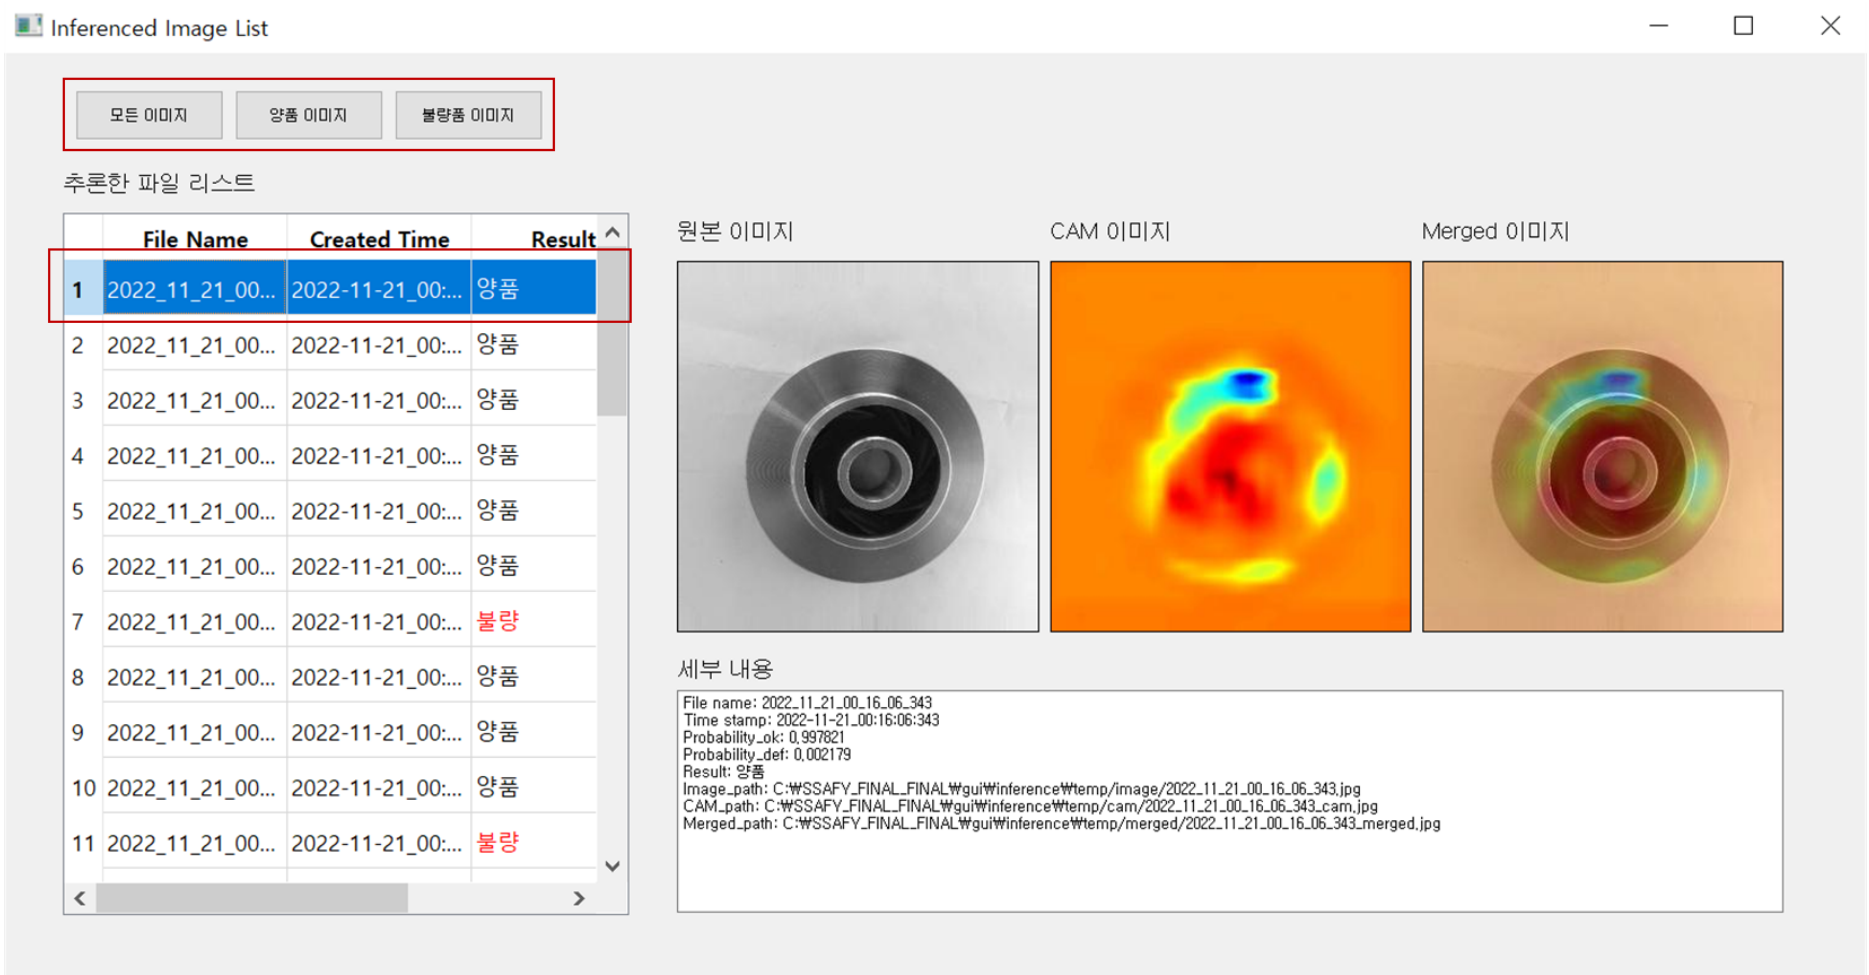 Inferenced Image List
모든 이미지 양품 이미지 불량품 이미지
추론한 파일 리스트
File Name Created Time Result
1 2022_11_21_00... 2022-11-21_00:... 양품
2 2022_11_21_00... 2022-11-21_00:... 양품
3 2022_11_21_00... 2022-11-21_00:... 양품
4 2022_11_21_00... 2022-11-21_00:... 양품
5 2022_11_21_00... 2022-11-21_00:... 양품
6 2022_11_21_00... 2022-11-21_00:... 양품
7 2022_11_21_00... 2022-11-21_00:... 불량
8 2022_11_21_00... 2022-11-21_00:... 양품
9 2022_11_21_00... 2022-11-21_00:... 양품
10 2022_11_21_00... 2022-11-21_00:... 양품
11 2022_11_21_00... 2022-11-21_00:... 불량
원본 이미지 CAM 이미지 Merged 이미지
세부 내용
File name: 2022_11_21_00_16_06_343
Time stamp: 2022-11-21_00:16:06:343
Probability_ok: 0.997821
Probability_def: 0.002179
Result: 양품
Image_path: C:₩SSAFY_FINAL_FINAL₩gui₩inference₩temp/image/2022_11_21_00_16_06_343.jpg
CAM_path: C:₩SSAFY_FINAL_FINAL₩gui₩inference₩temp/cam/2022_11_21_00_16_06_343_cam.jpg
Merged_path: C:₩SSAFY_FINAL_FINAL₩gui₩inference₩temp/merged/2022_11_21_00_16_06_343_merged.jpg